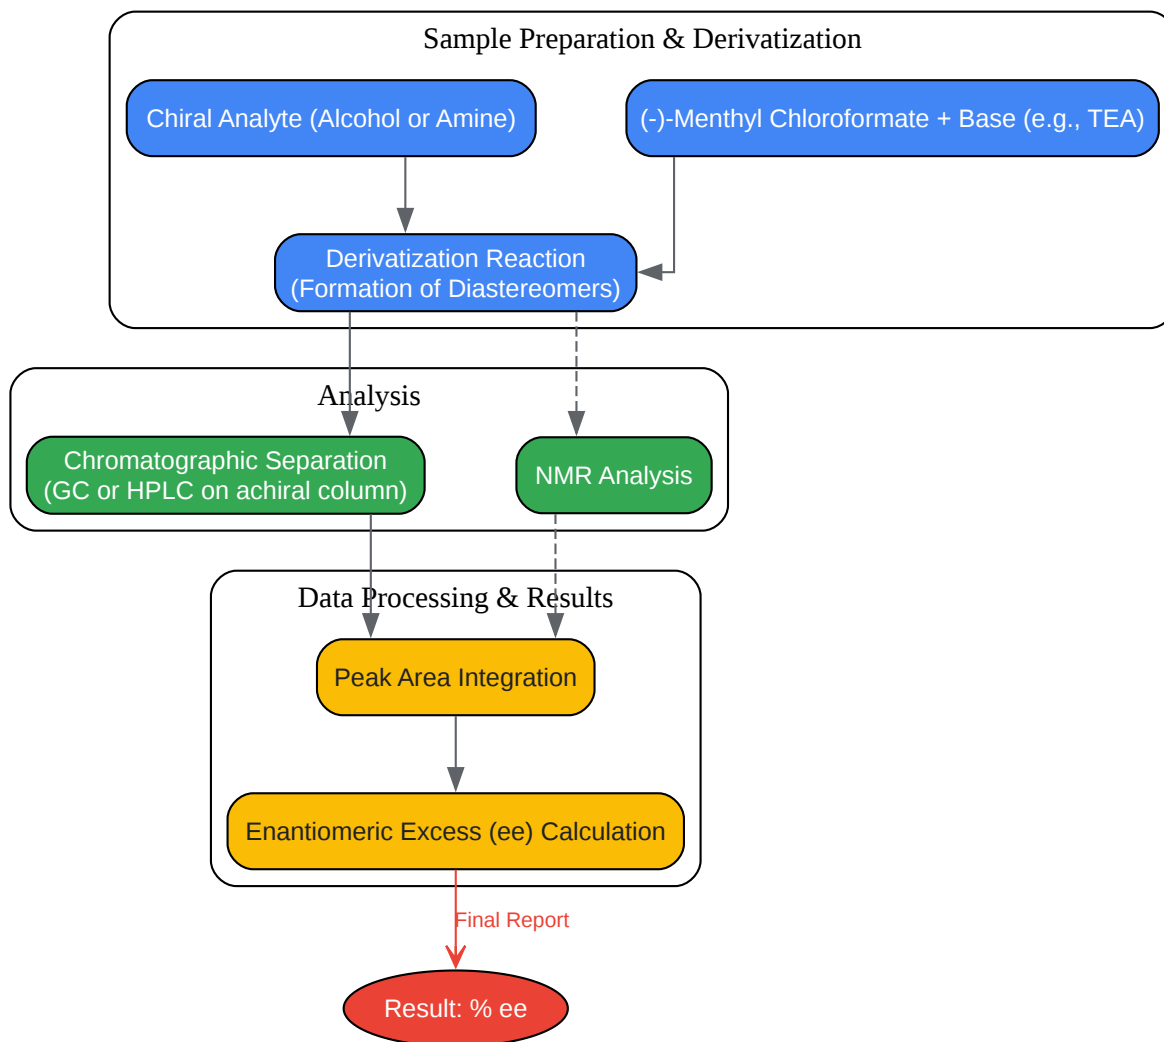 Sample Preparation & Derivatization
Chiral Analyte (Alcohol or Amine)
(-)-Menthyl Chloroformate + Base (e.g., TEA)
Derivatization Reaction
(Formation of Diastereomers)
Analysis
Chromatographic Separation
(GC or HPLC on achiral column)
NMR Analysis
Data Processing & Results
Peak Area Integration
Enantiomeric Excess (ee) Calculation
Final Report
Result: % ee